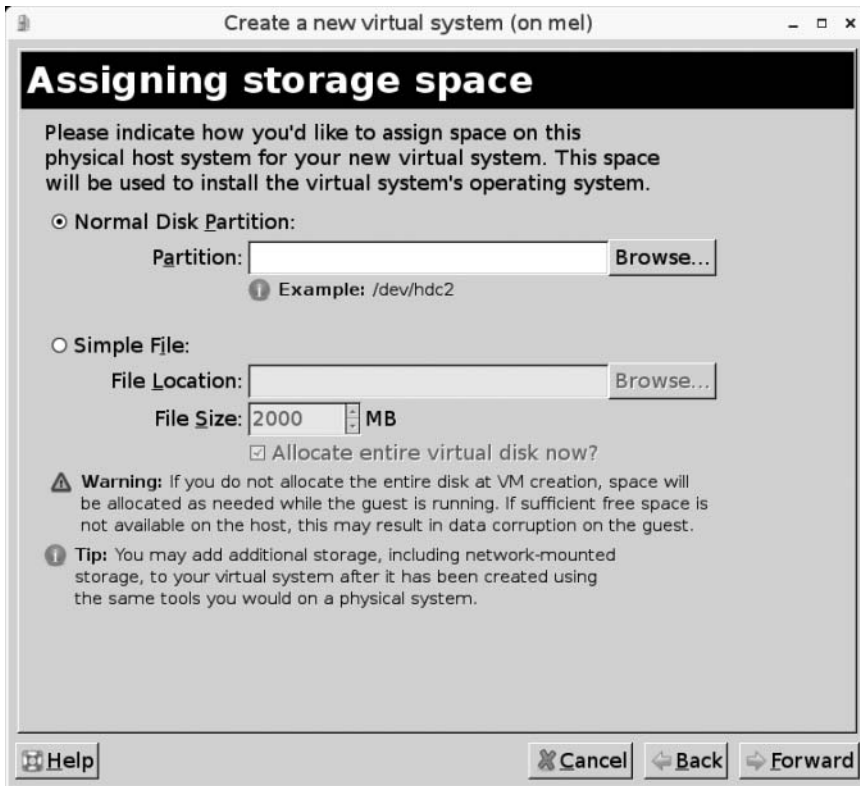 Create a new virtual system (on mel)
Assigning storage space
Please indicate how you'd like to assign space on this
physical host system for your new virtual system. This space
will be used to install the virtual system's operating system.
Normal Disk Partition:
Partition: Browse...
Example: /dev/hdc2
Simple File:
File Location: Browse...
File Size: 2000 MB
Allocate entire virtual disk now?
Warning: If you do not allocate the entire disk at VM creation, space will
be allocated as needed while the guest is running. If sufficient free space is
not available on the host, this may result in data corruption on the guest.
Tip: You may add additional storage, including network-mounted
storage, to your virtual system after it has been created using
the same tools you would on a physical system.
Help Cancel Back Forward